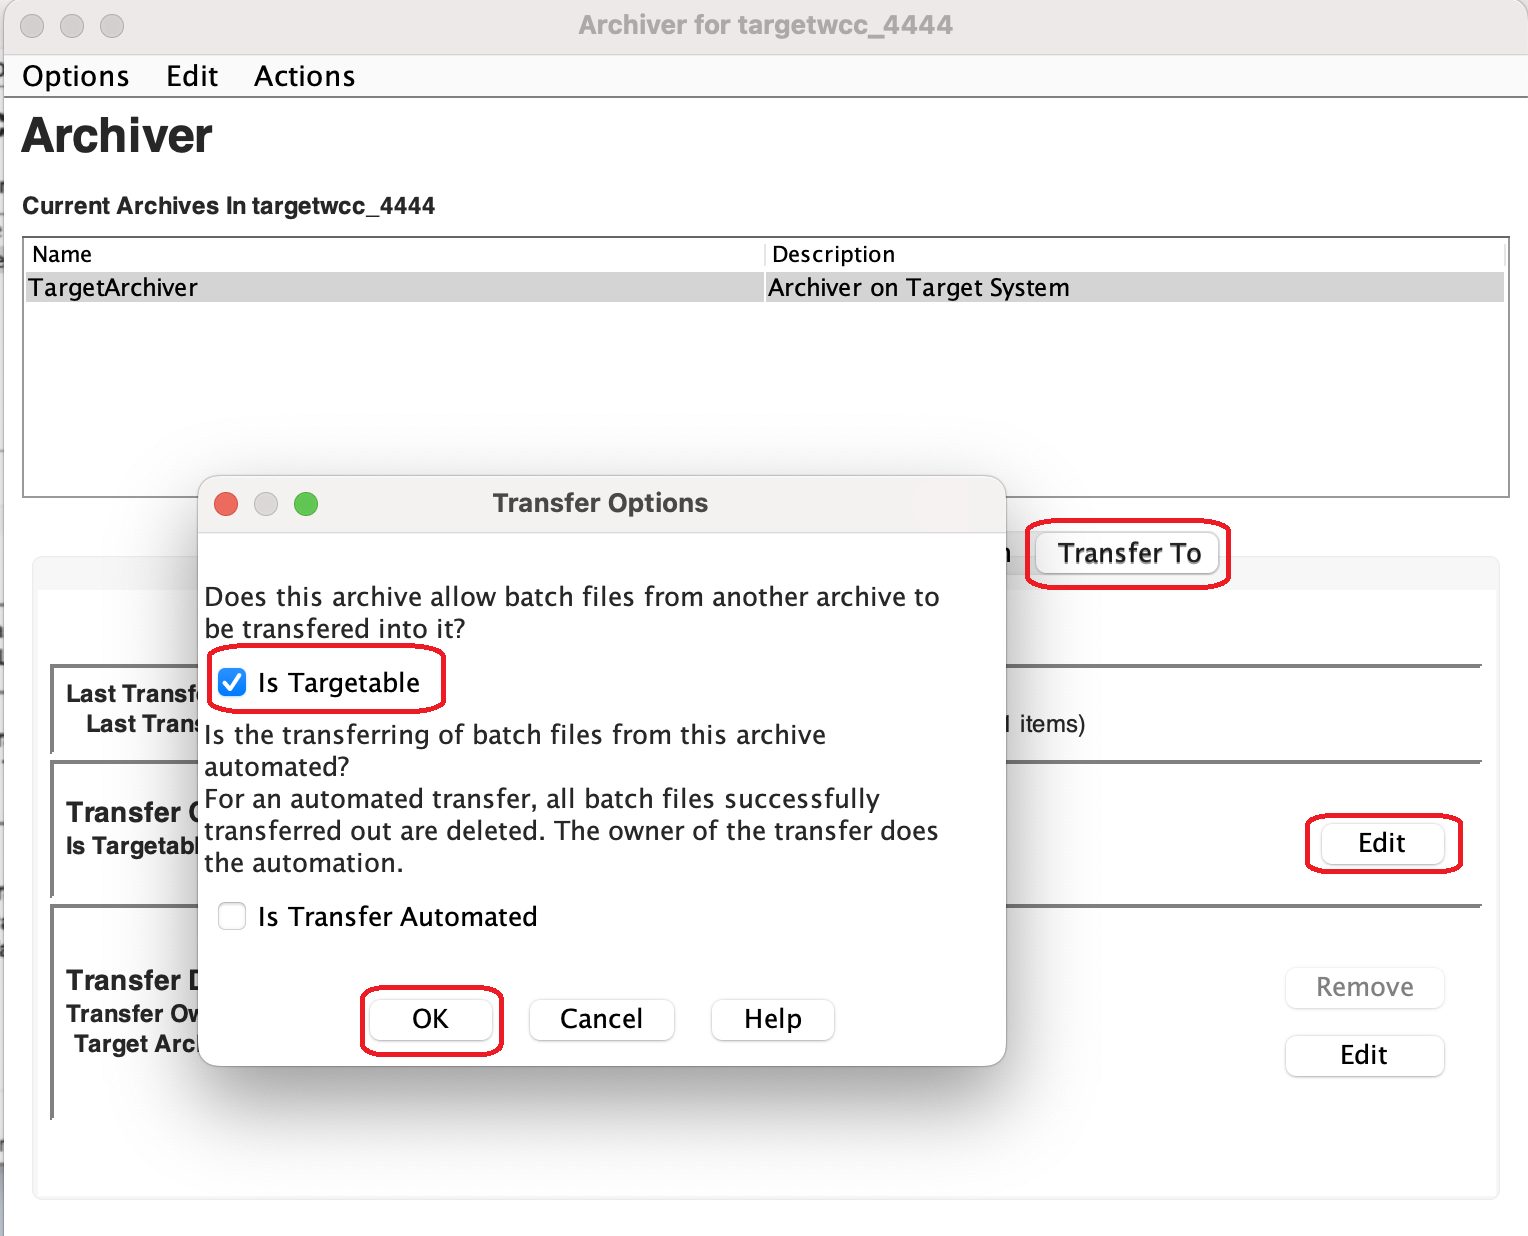 Archiver for targetwcc_4444
Options Edit Actions
Archiver
Current Archives In targetwcc_4444
Name Description
TargetArchiver Archiver on Target System
Transfer Options
Transfer To
Does this archive allow batch files from another archive to
be transfered into it?
Is Targetable
Last Transf
Last Trans
items)
Is the transferring of batch files from this archive
automated?
For an automated transfer, all batch files successfully
transferred out are deleted. The owner of the transfer does
the automation.
Transfer
Is Targetabl
Edit
Is Transfer Automated
Transfer
Remove
Transfer Ow
OK Cancel Help
Target Arc
Edit